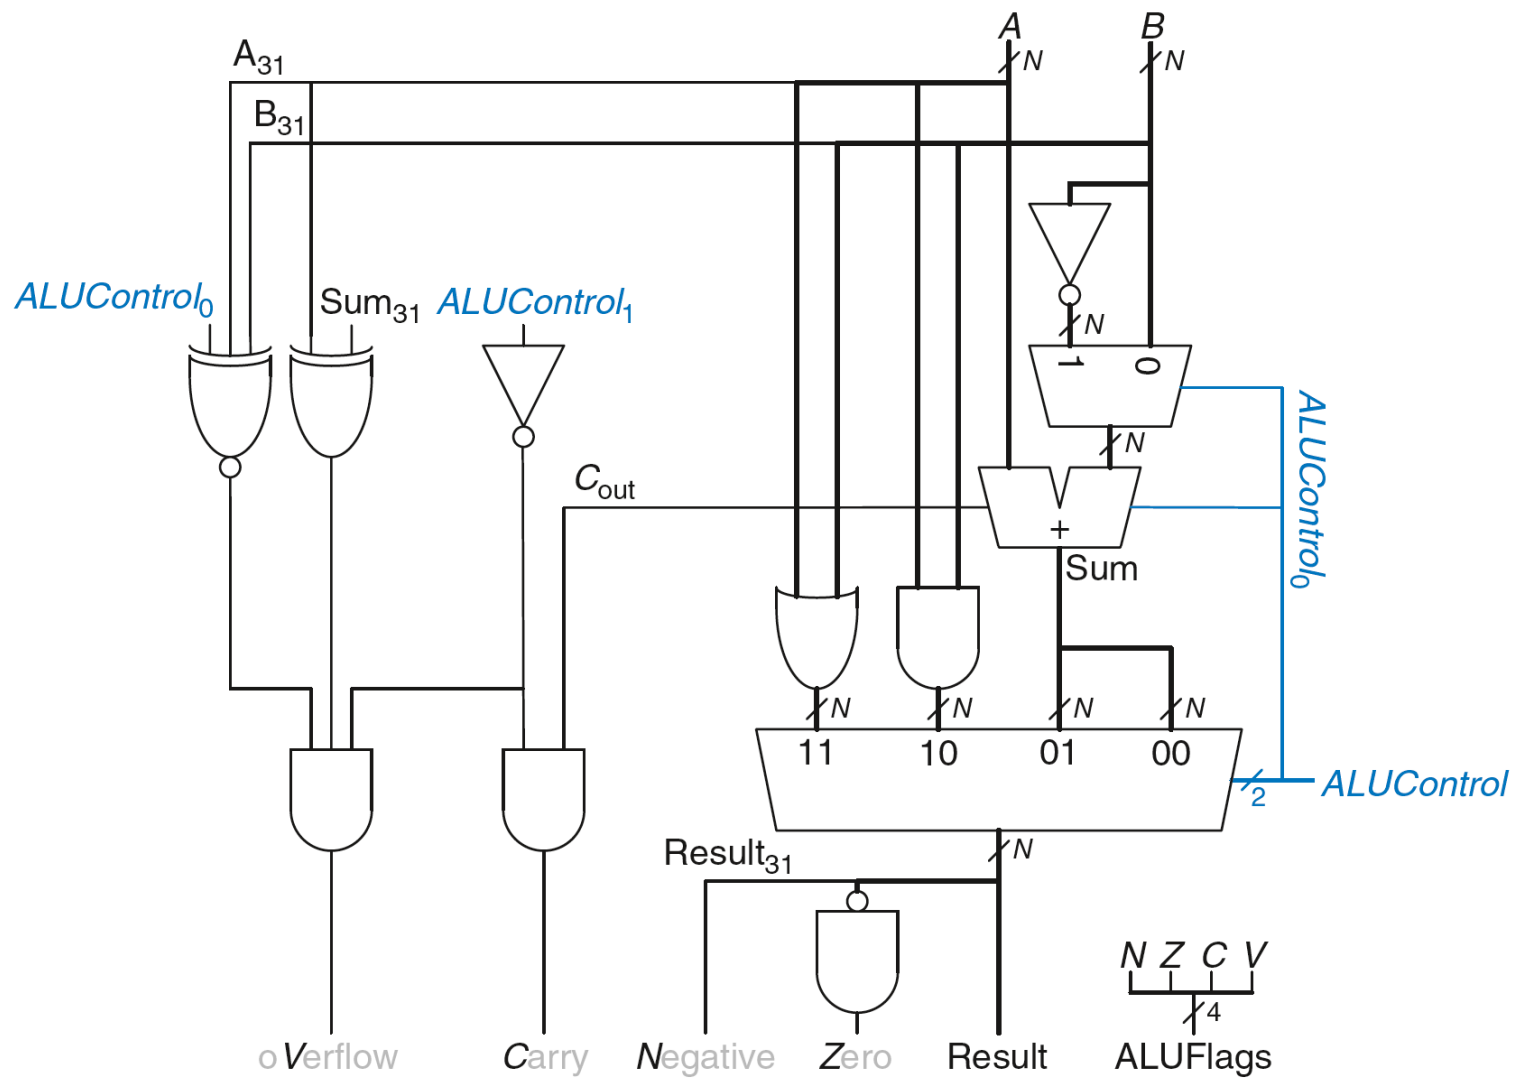 A B
A31 N N
B31
ALUControl0 Sum31 ALUControl1
N
1 0
ALUControl0
N
Cout
+
Sum
N N N N
11 10 01 00
2 ALUControl
Result31 N
N Z C V
4
oVerflow Carry Negative Zero Result ALUFlags